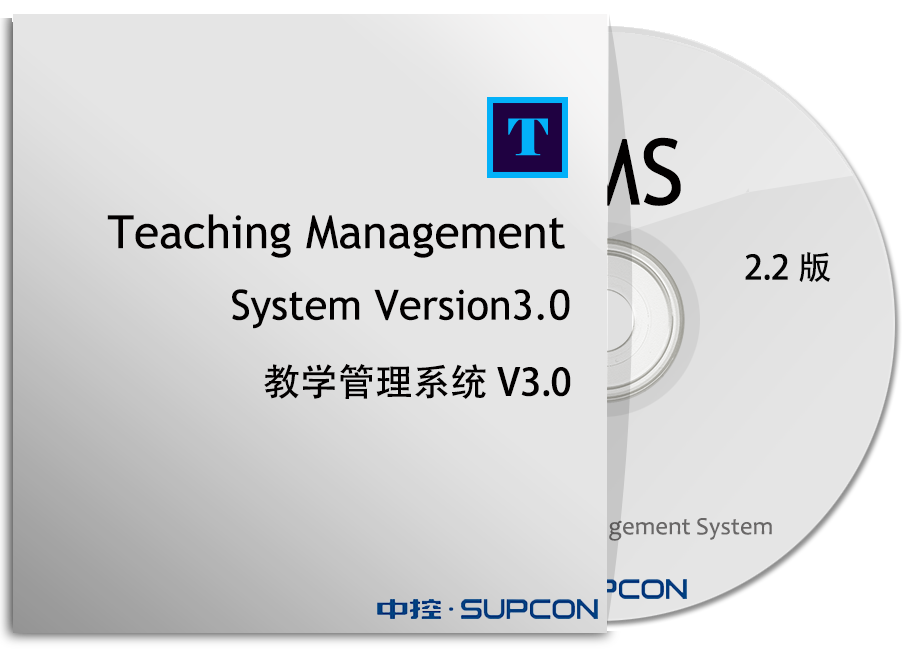 T
Teaching Management
System Version3.0
教学管理系统 V3.0
中控·SUPCON
MS
2.2 版
gement System
PCON